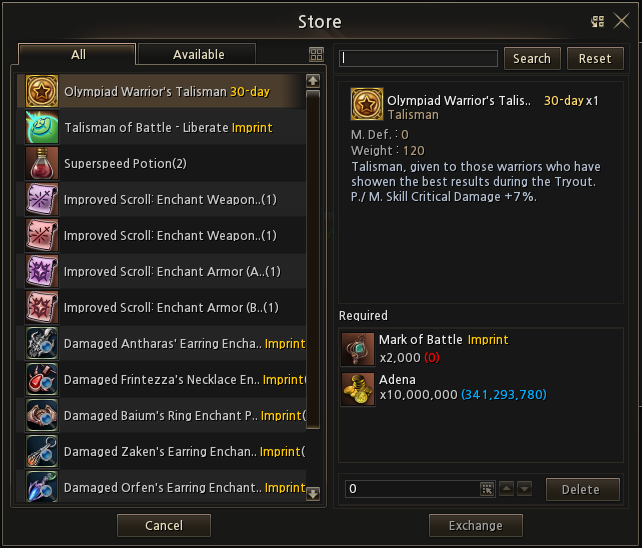 Store
All
Available
Search
Reset
Olympiad Warrior's Talisman 30-day
Talisman of Battle - Liberate Imprint
Superspeed Potion(2)
Improved Scroll: Enchant Weapon..(1)
Improved Scroll: Enchant Weapon..(1)
Improved Scroll: Enchant Armor (A..(1)
Improved Scroll: Enchant Armor (B..(1)
Damaged Antharas' Earring Encha.. Imprint
Damaged Frintezza's Necklace En.. Imprint(
Damaged Baium's Ring Enchant P.. Imprint(
Damaged Zaken's Earring Enchan.. Imprint(
Damaged Orfen's Earring Enchant.. Imprint
Cancel
Olympiad Warrior's Talis.. 30-day x1
Talisman
M. Def. : 0
Weight : 120
Talisman, given to those warriors who have
showen the best results during the Tryout.
P./ M. Skill Critical Damage +7%.
Required
Mark of Battle Imprint
x2,000 (0)
Adena
x10,000,000 (341,293,780)
0
Delete
Exchange